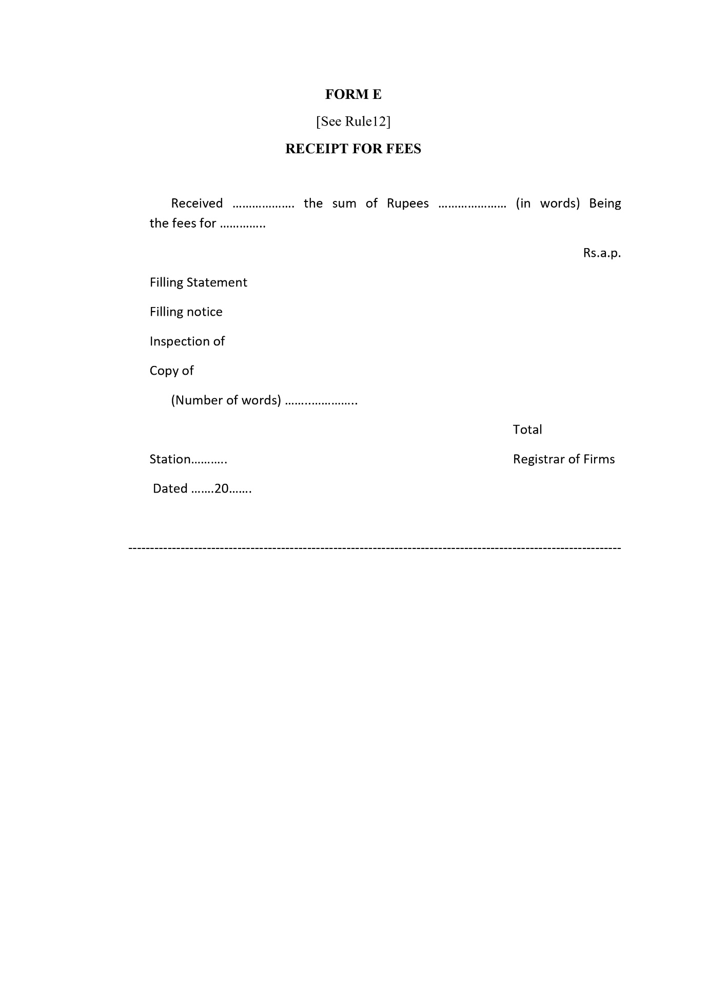 FORM E
[See Rule12]
RECEIPT FOR FEES
Received ………………. the sum of Rupees ………………… (in words) Being
the fees for …………..
Rs.a.p.
Filling Statement
Filling notice
Inspection of
Copy of
(Number of words) ……..…………..
Total
Station……….. Registrar of Firms
Dated …….20…….
--------------------------------------------------------------------------------------------------------------------